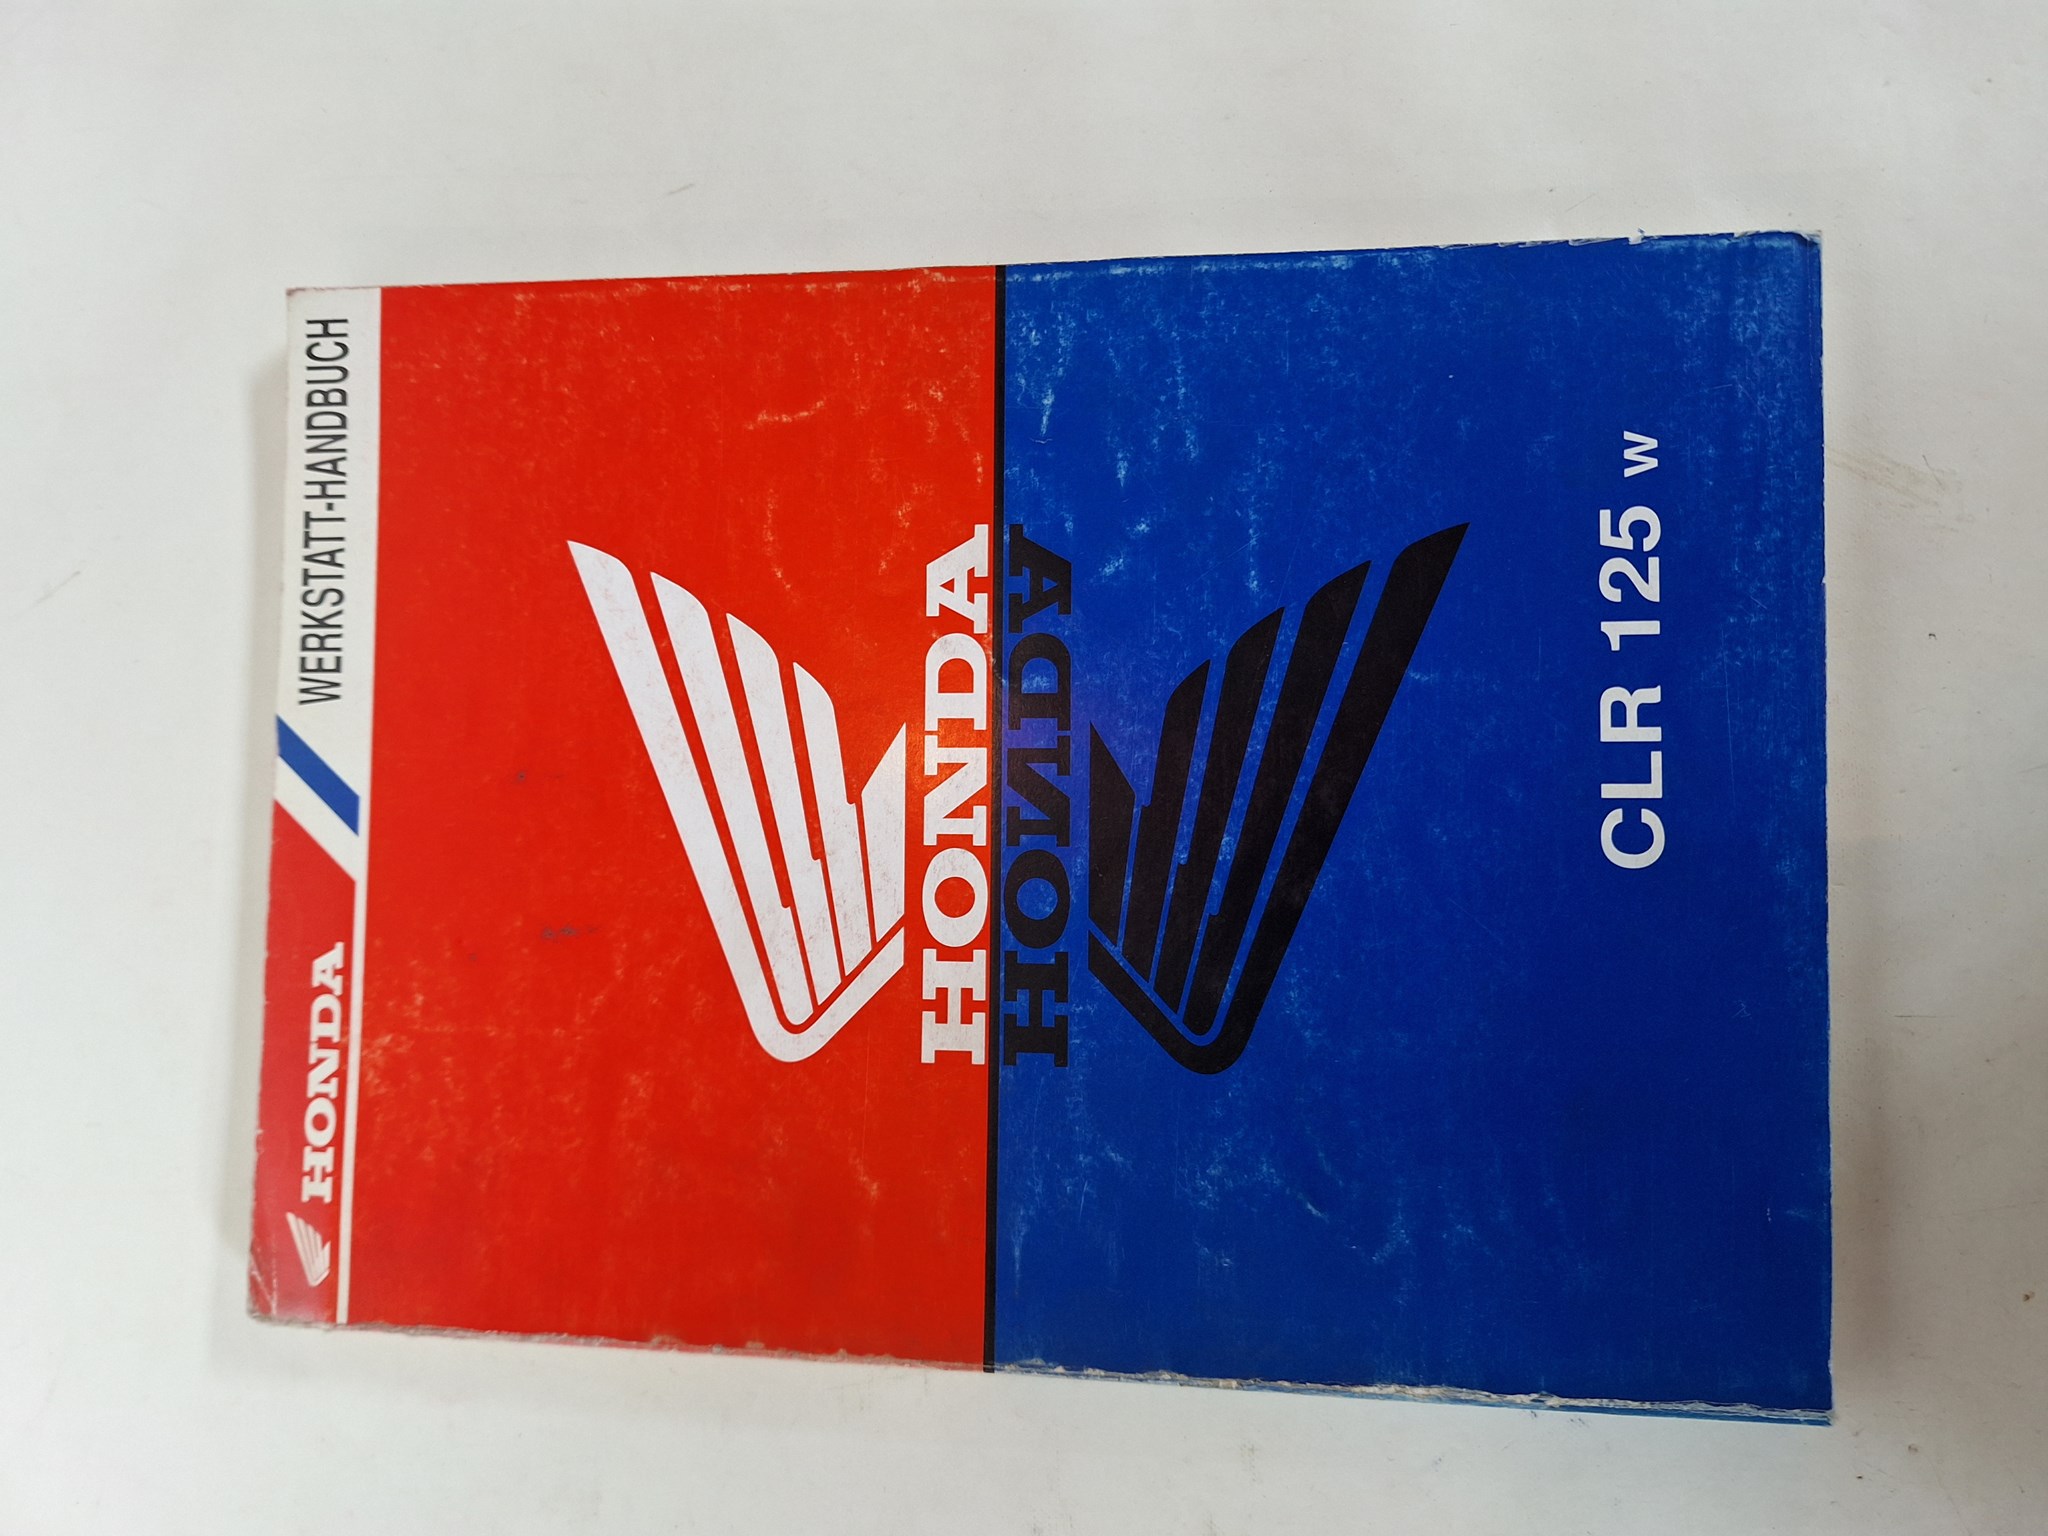 HONDA WERKSTATT-HANDBUCH
HONDA
HONDA
CLR 125 W